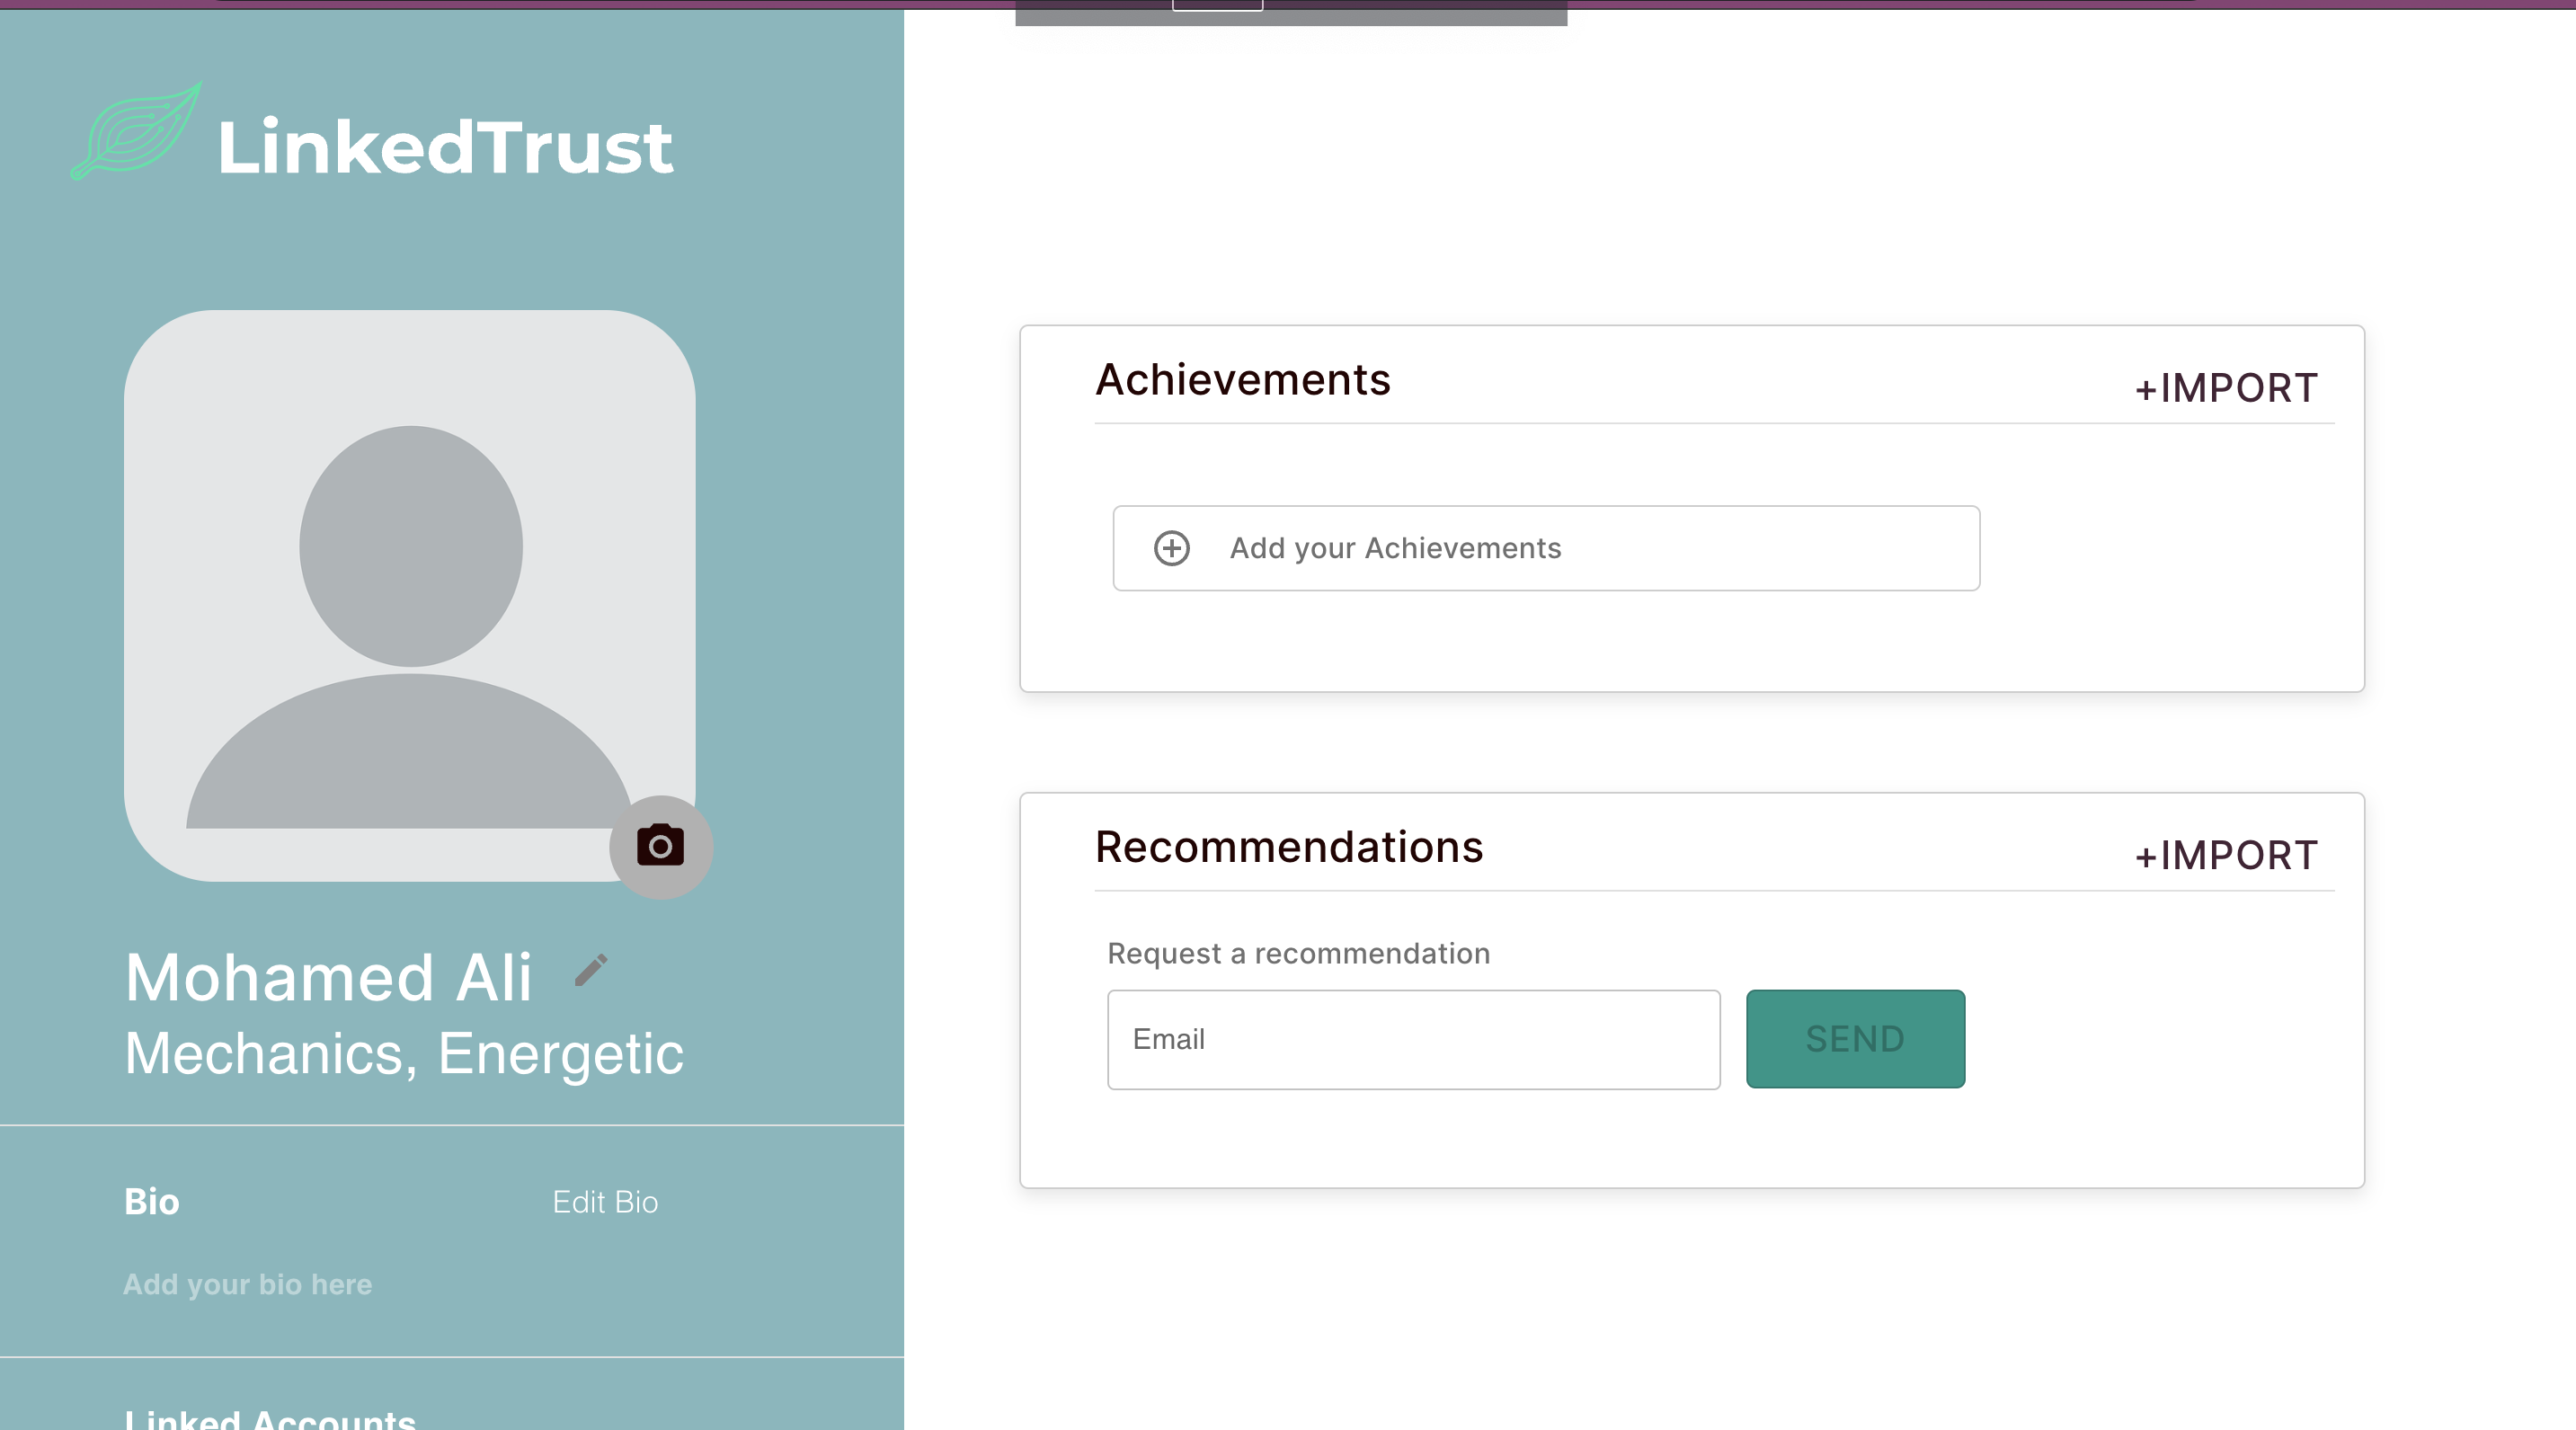 LinkedTrust
Mohamed Ali
Mechanics, Energetic
Bio
Edit Bio
Add your bio here
Linked Accounts
Achievements
+IMPORT
Add your Achievements
Recommendations
+IMPORT
Request a recommendation
Email
SEND